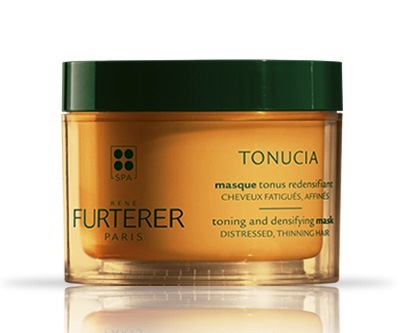 SPA
RENE
FURTERER
PARIS
TONUCIA
masque tonus redensifiant
CHEVEUX FATIGUÉS, AFFINÉS
toning and densifying mask
DISTRESSED, THINNING HAIR